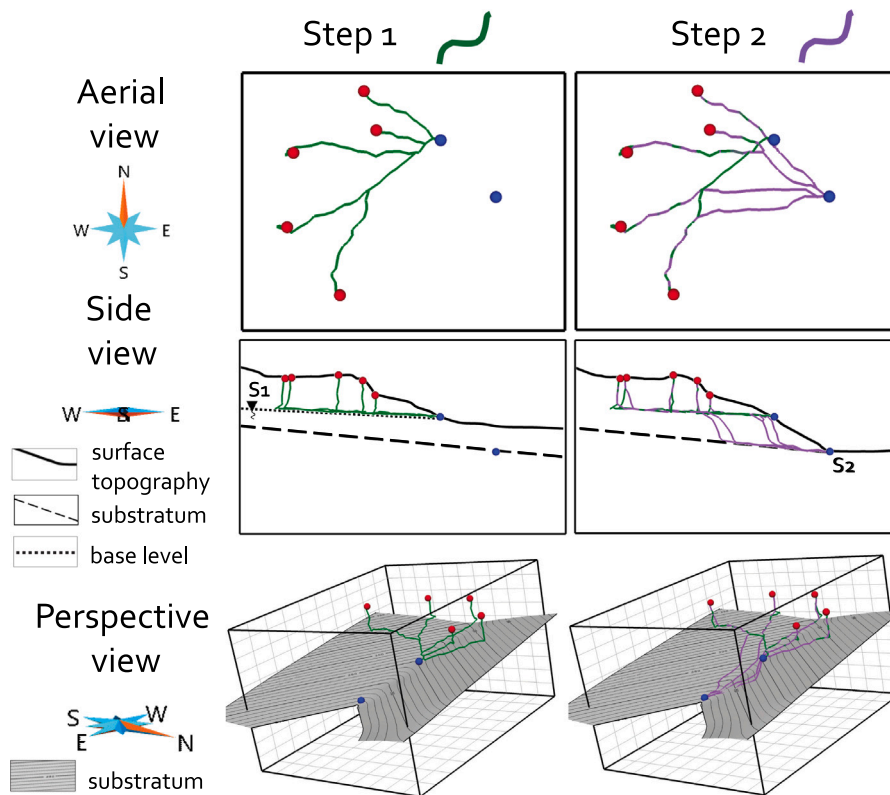 Step 1
Step 2
Aerial
view
N
W
E
S
Side
view
W
E
S1
S2
surface
topography
substratum
base level
Perspective
view
S
W
E
N
substratum